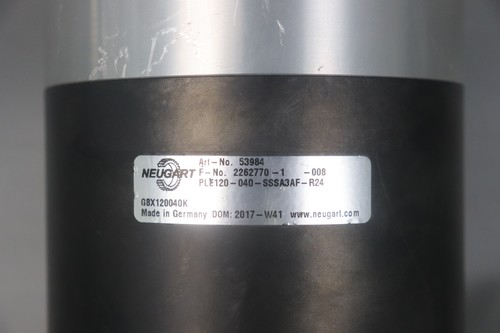 NEUGART
Art-No. 53984
F-No. 2262770-1 -008
PLE120-040-SSSA3AF-R24
GBX120040K
Made in Germany DOM: 2017-W41 www.neugart.com